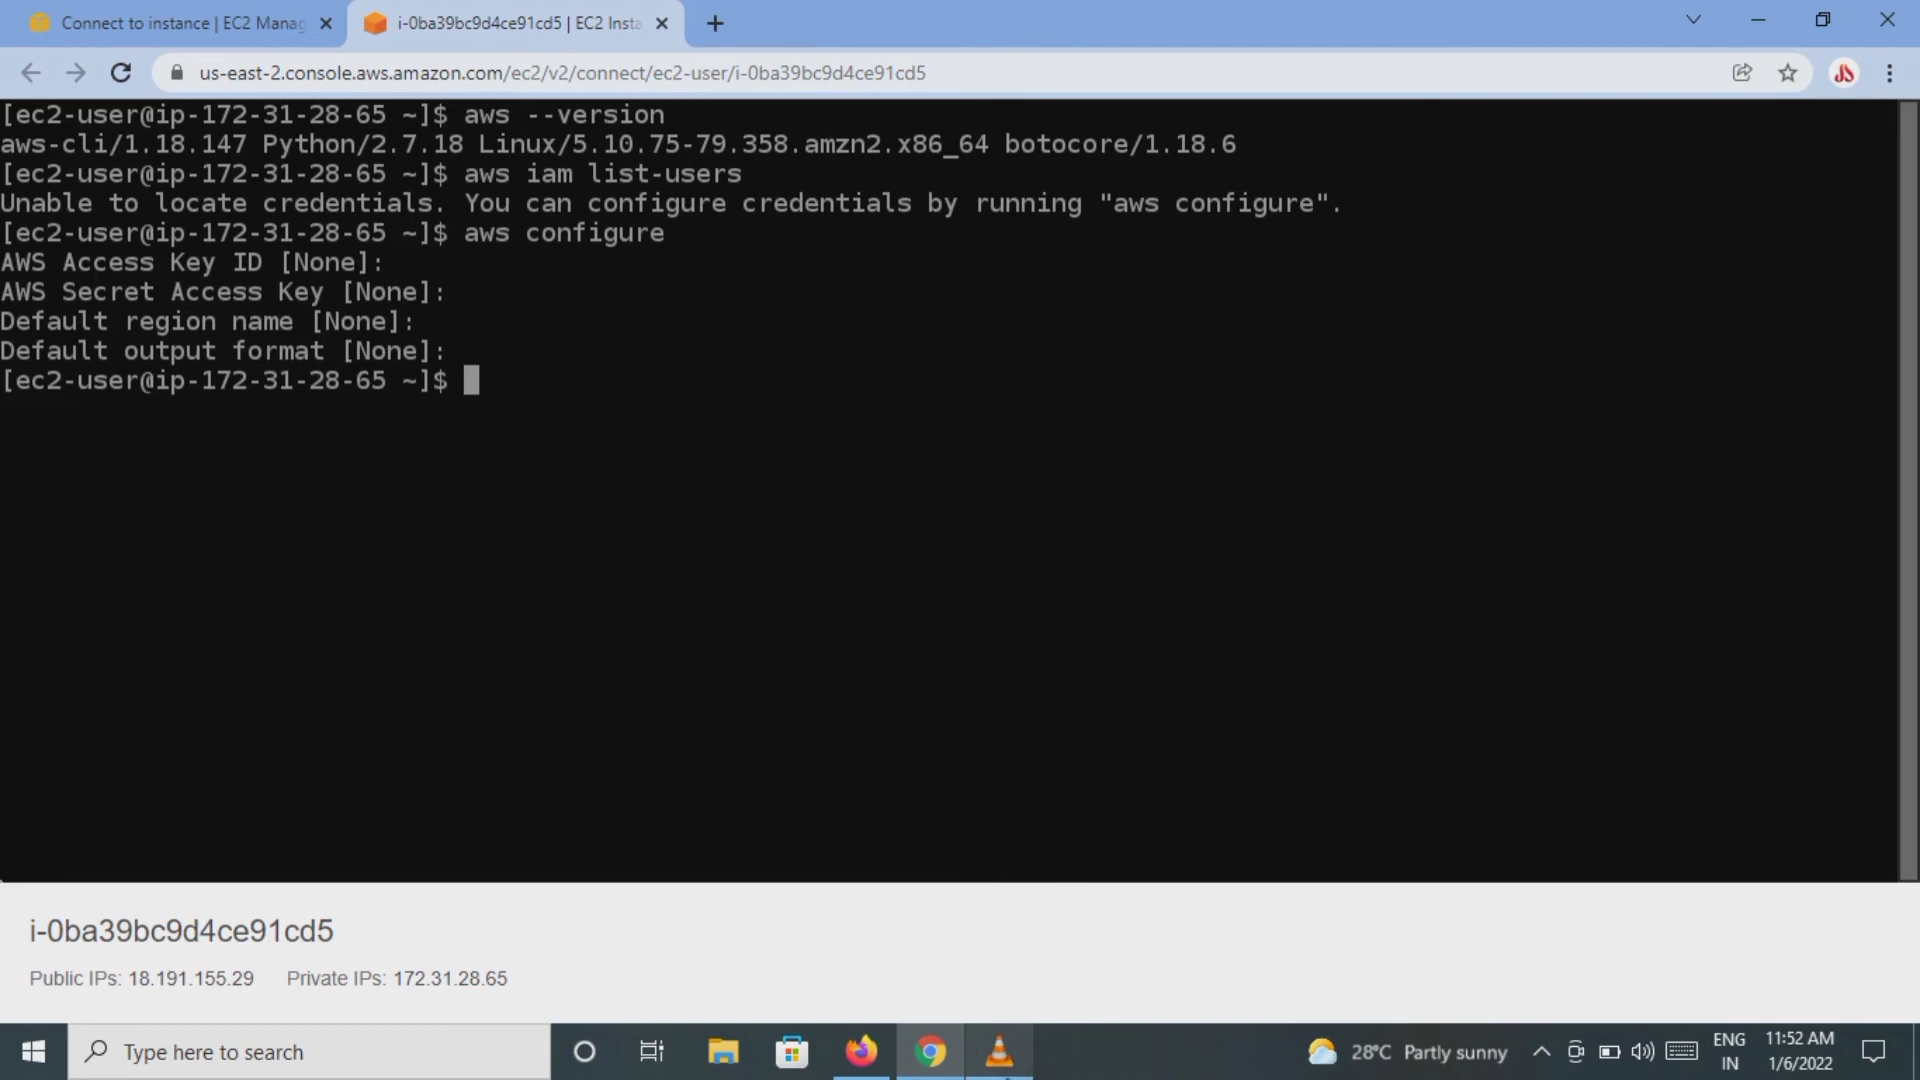 Connect to instance | EC2 Manag
i-0ba39bc9d4ce91cd5 | EC2 Insta
us-east-2.console.aws.amazon.com/ec2/v2/connect/ec2-user/i-0ba39bc9d4ce91cd5
[ec2-user@ip-172-31-28-65 ~]$ aws --version
aws-cli/1.18.147 Python/2.7.18 Linux/5.10.75-79.358.amzn2.x86_64 botocore/1.18.6
[ec2-user@ip-172-31-28-65 ~]$ aws iam list-users
Unable to locate credentials. You can configure credentials by running "aws configure".
[ec2-user@ip-172-31-28-65 ~]$ aws configure
AWS Access Key ID [None]:
AWS Secret Access Key [None]:
Default region name [None]:
Default output format [None]:
[ec2-user@ip-172-31-28-65 ~]$
i-0ba39bc9d4ce91cd5
Public IPs: 18.191.155.29 Private IPs: 172.31.28.65
Type here to search
28°C Partly sunny
ENG
IN
11:52 AM
1/6/2022